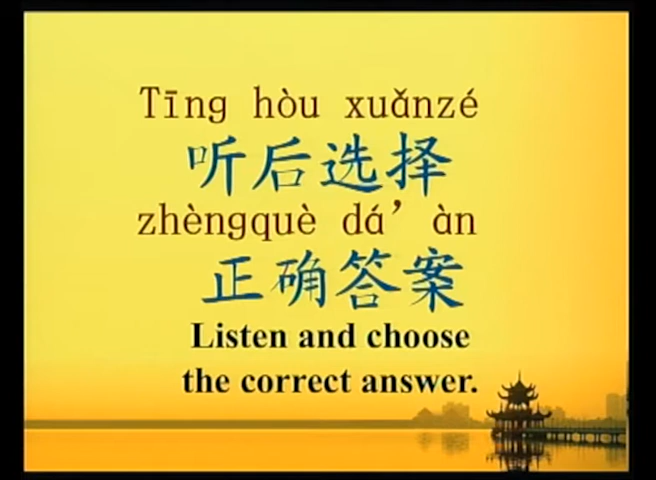 Tīng hòu xuǎnzé
听后选择
zhèngquè dá’àn
正确答案
Listen and choose
the correct answer.